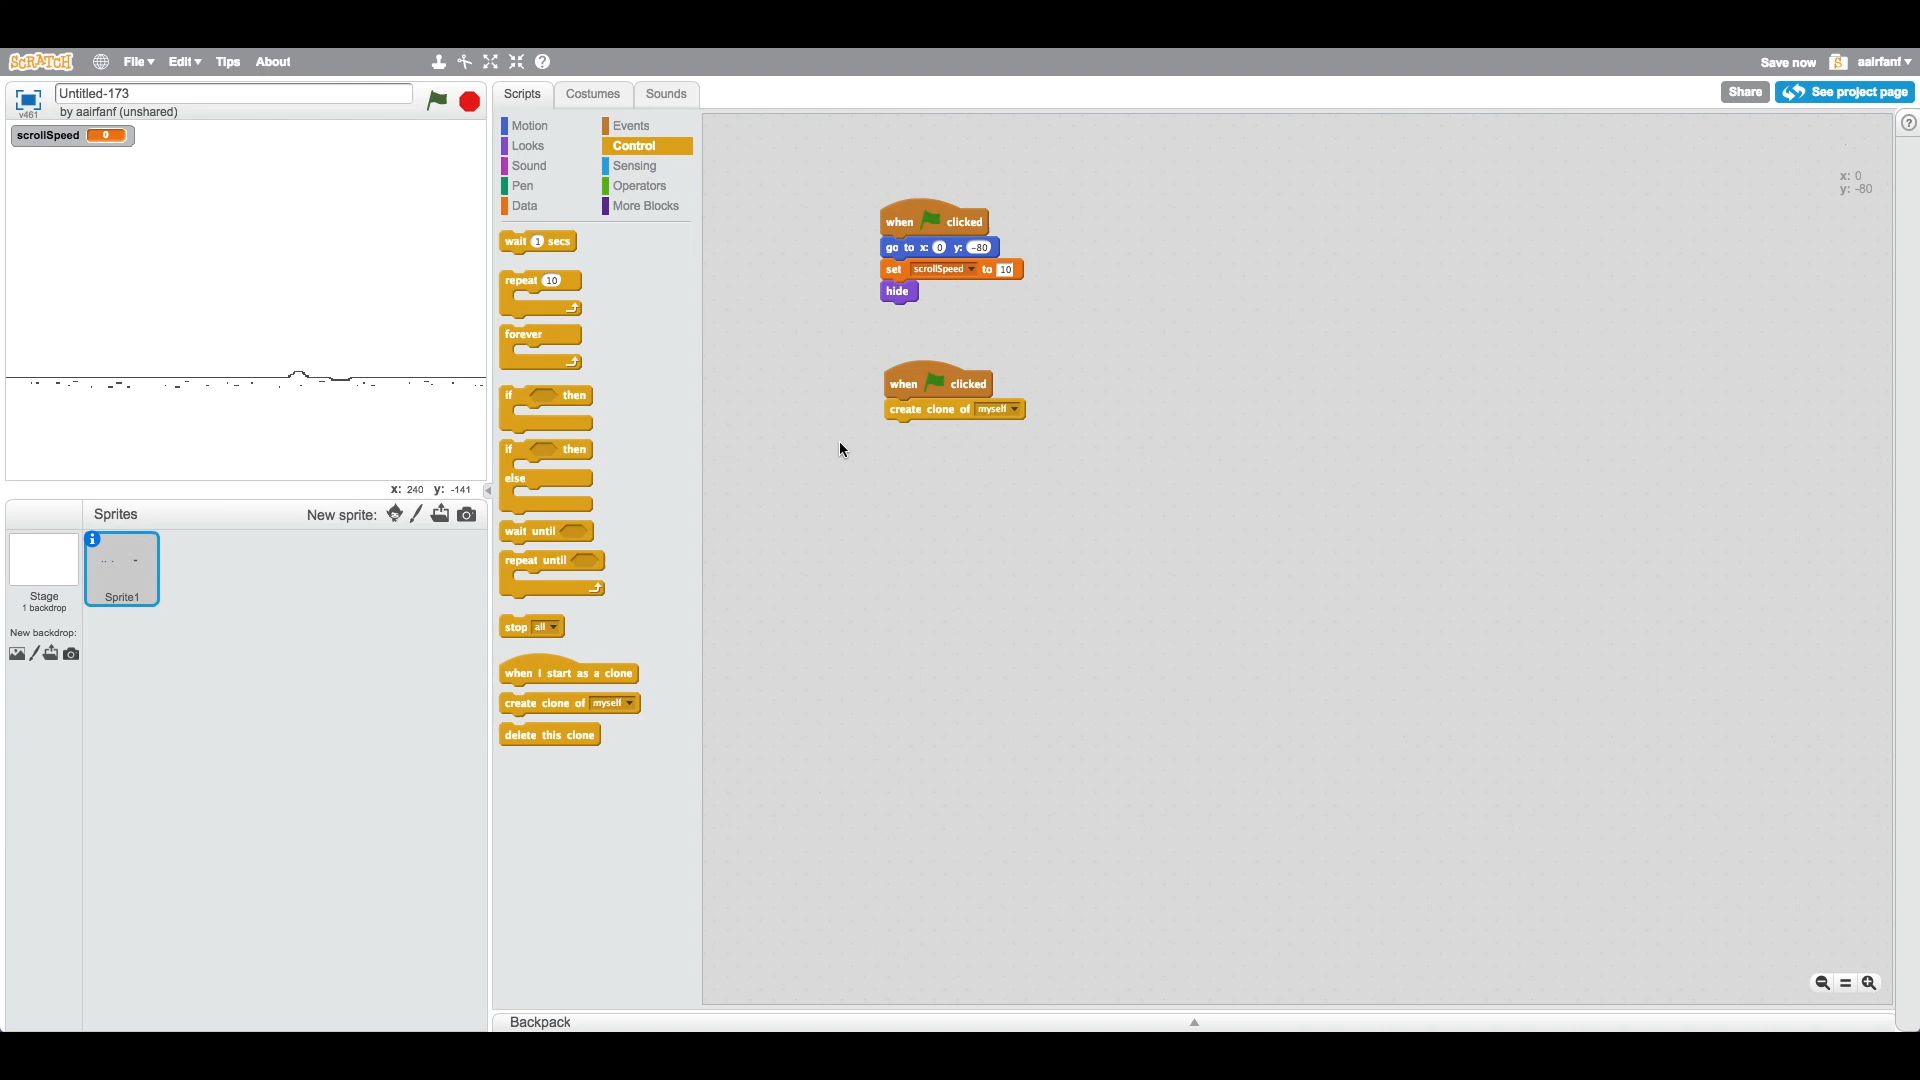 SCRATCH File Edit Tips About Save now aairfanf
Untitled-173
v461 by aairfanf (unshared)
Scripts Costumes Sounds
Share See project page
scrollSpeed 0
Motion Events
Looks Control
Sound Sensing
Pen Operators
Data More Blocks
x: 0
y: -80
wait 1 secs
repeat 10
forever
if then
if then
else
wait until
repeat until
stop all
when I start as a clone
create clone of myself
delete this clone
when clicked
go to x: 0 y: -80
set scrollSpeed to 10
hide
when clicked
create clone of myself
x: 240 y: -141
Sprites New sprite:
Stage
1 backdrop
Sprite1
New backdrop:
Backpack